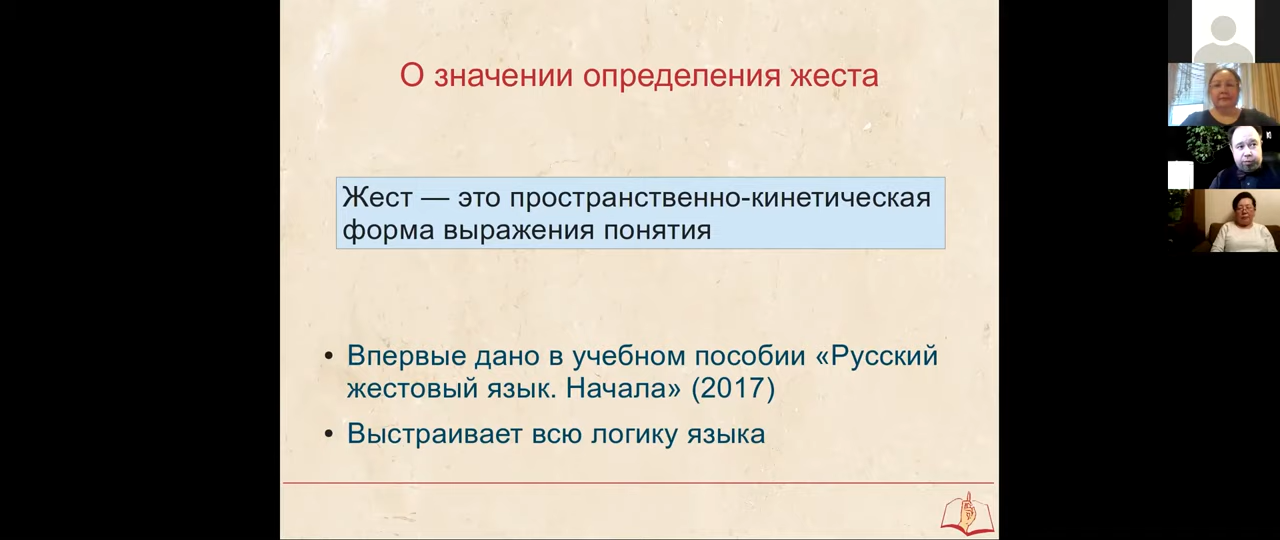 О значении определения жеста
Жест — это пространственно-кинетическая
форма выражения понятия
• Впервые дано в учебном пособии «Русский
жестовый язык. Начала» (2017)
• Выстраивает всю логику языка